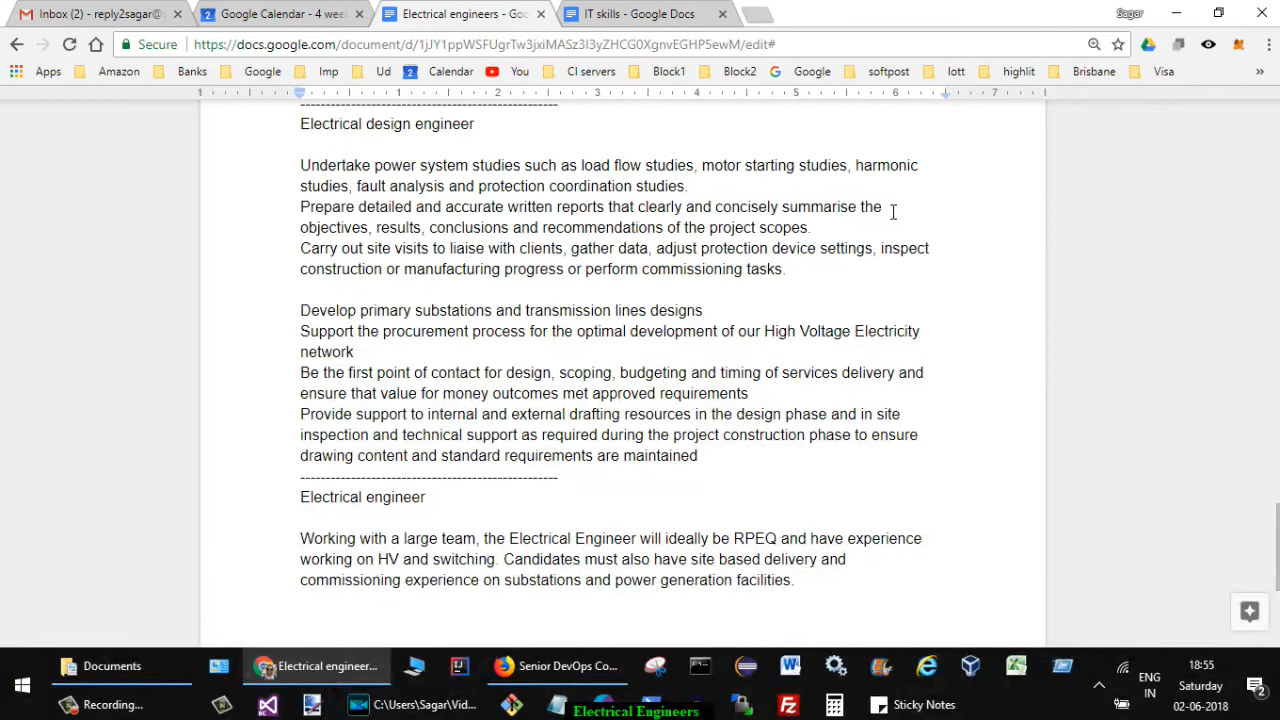 Inbox (2) - reply2sagar@
Google Calendar - 4 wee
Electrical engineers - Goo
IT skills - Google Docs
Sagar
Secure
https://docs.google.com/document/d/1jJY1ppWSFUgrTw3jxiMASz3I3yZHCG0XgnvEGHP5ewM/edit#
Apps Amazon Banks Google Imp Ud 2 Calendar You CI servers Block1 Block2 Google softpost lott highlit Brisbane Visa »
1 1 2 3 4 5 6 7
--------------------------------------------------
Electrical design engineer
Undertake power system studies such as load flow studies, motor starting studies, harmonic
studies, fault analysis and protection coordination studies.
Prepare detailed and accurate written reports that clearly and concisely summarise the
objectives, results, conclusions and recommendations of the project scopes.
Carry out site visits to liaise with clients, gather data, adjust protection device settings, inspect
construction or manufacturing progress or perform commissioning tasks.
Develop primary substations and transmission lines designs
Support the procurement process for the optimal development of our High Voltage Electricity
network
Be the first point of contact for design, scoping, budgeting and timing of services delivery and
ensure that value for money outcomes met approved requirements
Provide support to internal and external drafting resources in the design phase and in site
inspection and technical support as required during the project construction phase to ensure
drawing content and standard requirements are maintained
--------------------------------------------------
Electrical engineer
Working with a large team, the Electrical Engineer will ideally be RPEQ and have experience
working on HV and switching. Candidates must also have site based delivery and
commissioning experience on substations and power generation facilities.
Documents
Electrical engineer...
Senior DevOps Co...
ENG
IN
18:55
Saturday
02-06-2018
2
Recording...
C:\Users\Sagar\Vid...
Sticky Notes
Electrical Engineers